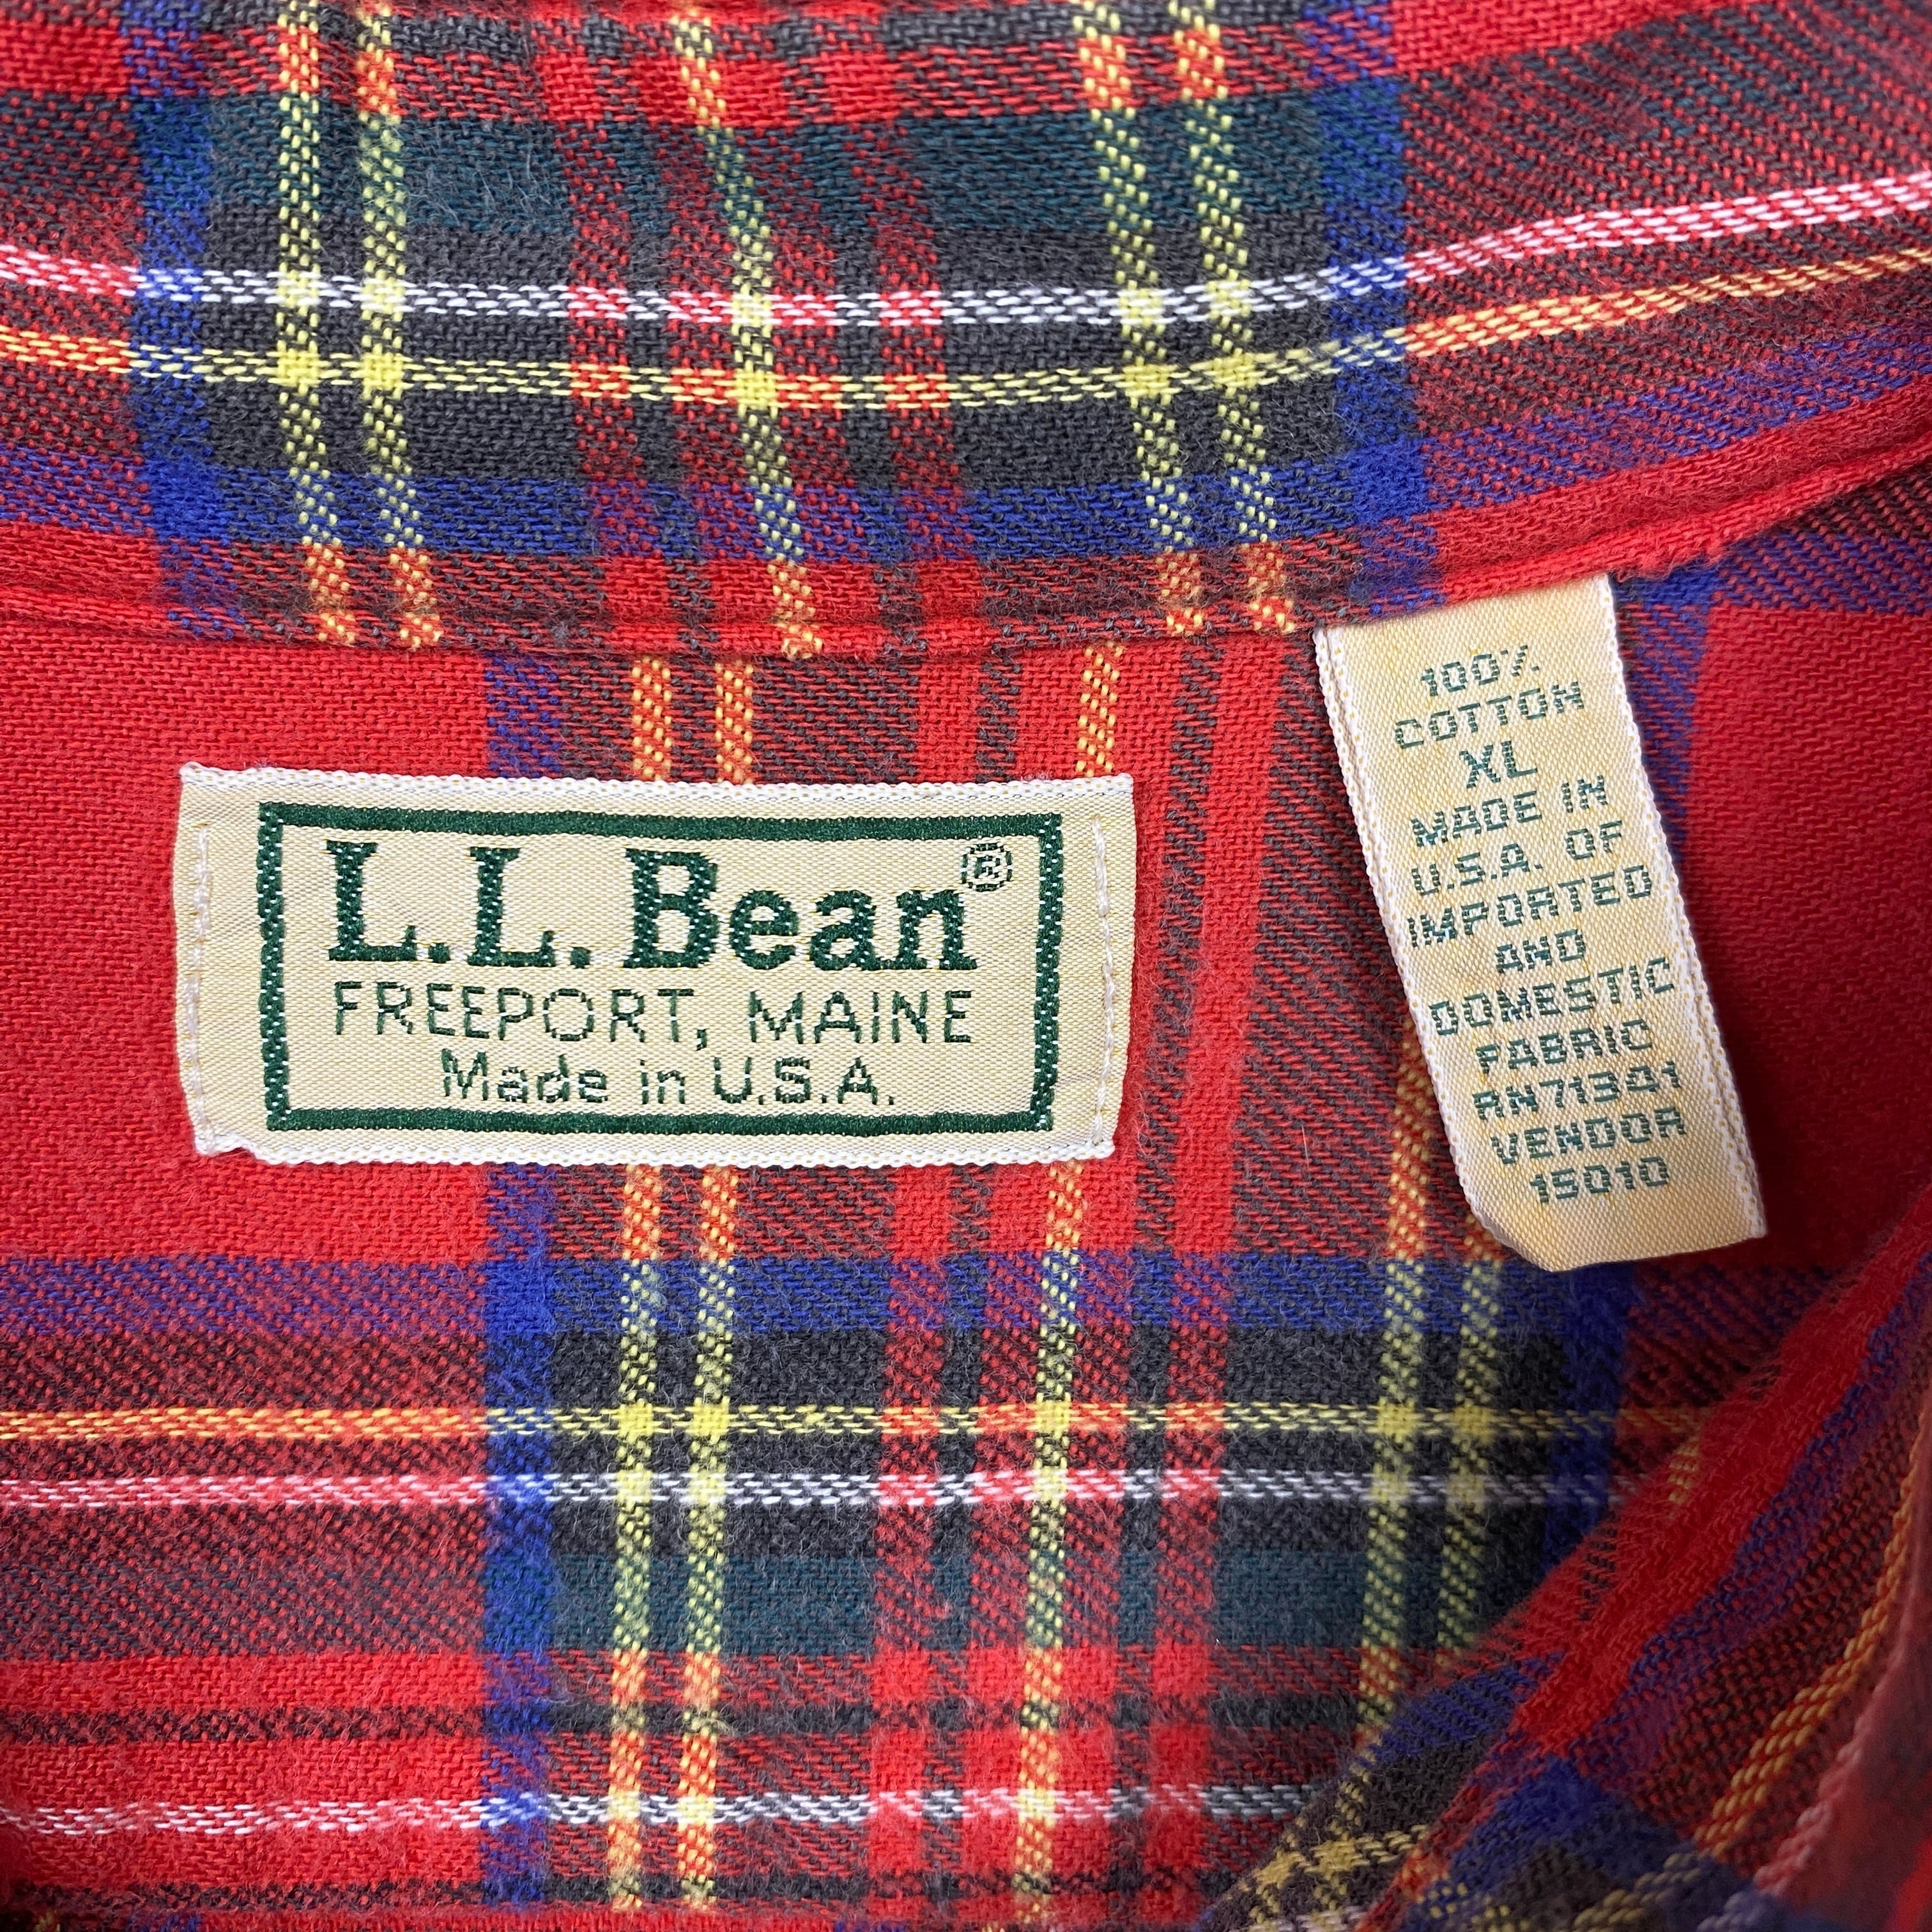 L.L. Bean®
FREEPORT, MAINE
Made in U.S.A.
100%
COTTON
XL
MADE IN
U.S.A. OF
IMPORTED
AND
DOMESTIC
FABRIC
RN71341
VENDOR
15010